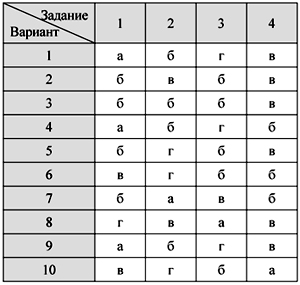 Задание
Вариант 1 2 3 4
1 а б г в
2 б в б в
3 б б б в
4 а б г б
5 б г б в
6 в г б б
7 б а в б
8 г в а в
9 а б г в
10 в г б а